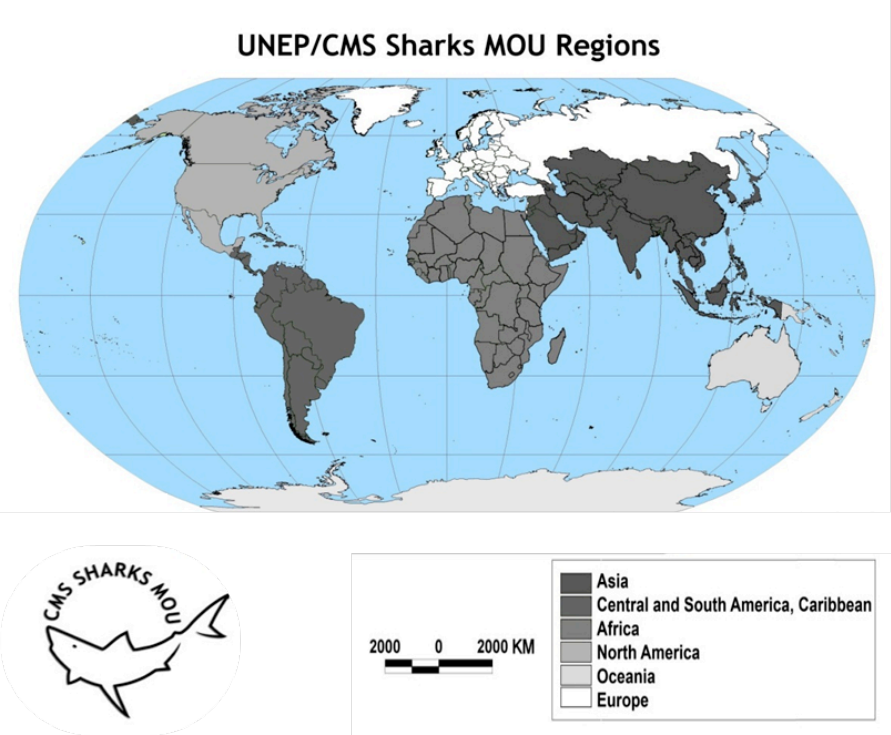 UNEP/CMS Sharks MOU Regions
CMS SHARKS MOU
2000 0 2000 KM
Asia
Central and South America, Caribbean
Africa
North America
Oceania
Europe